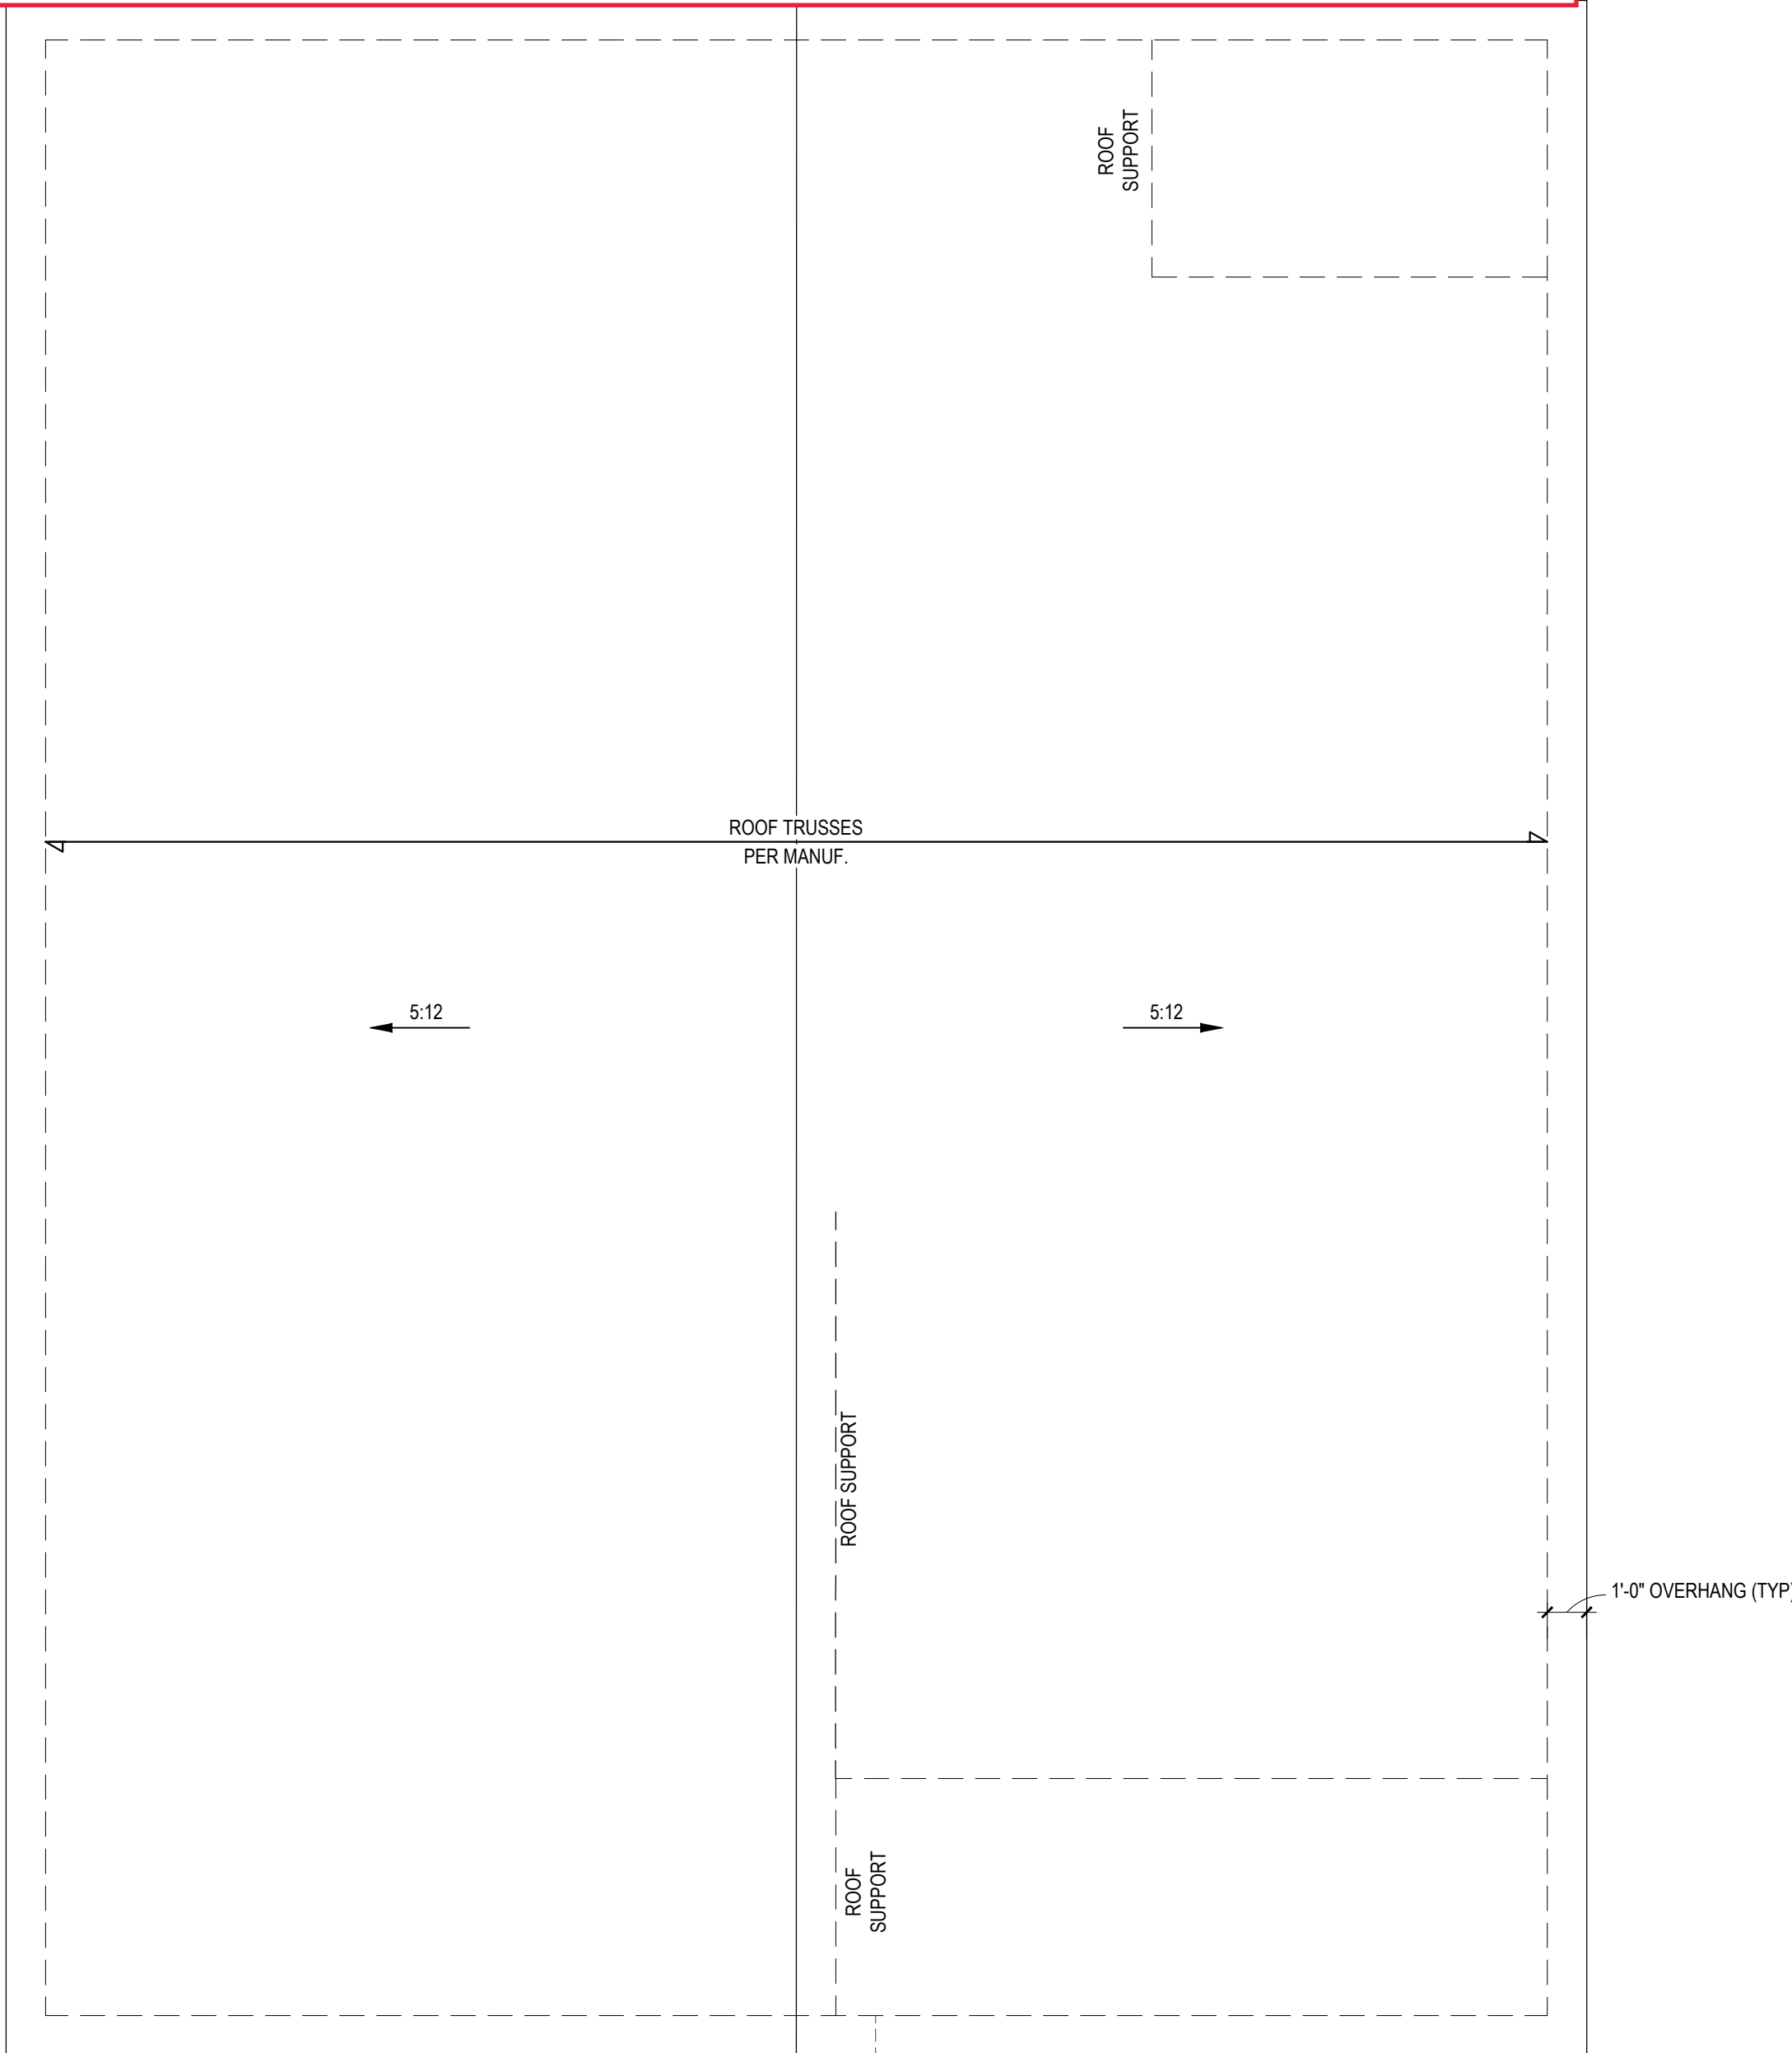 ROOF
SUPPORT
ROOF TRUSSES
PER MANUF.
5:12
5:12
ROOF SUPPORT
1'-0" OVERHANG (TYP)
ROOF
SUPPORT